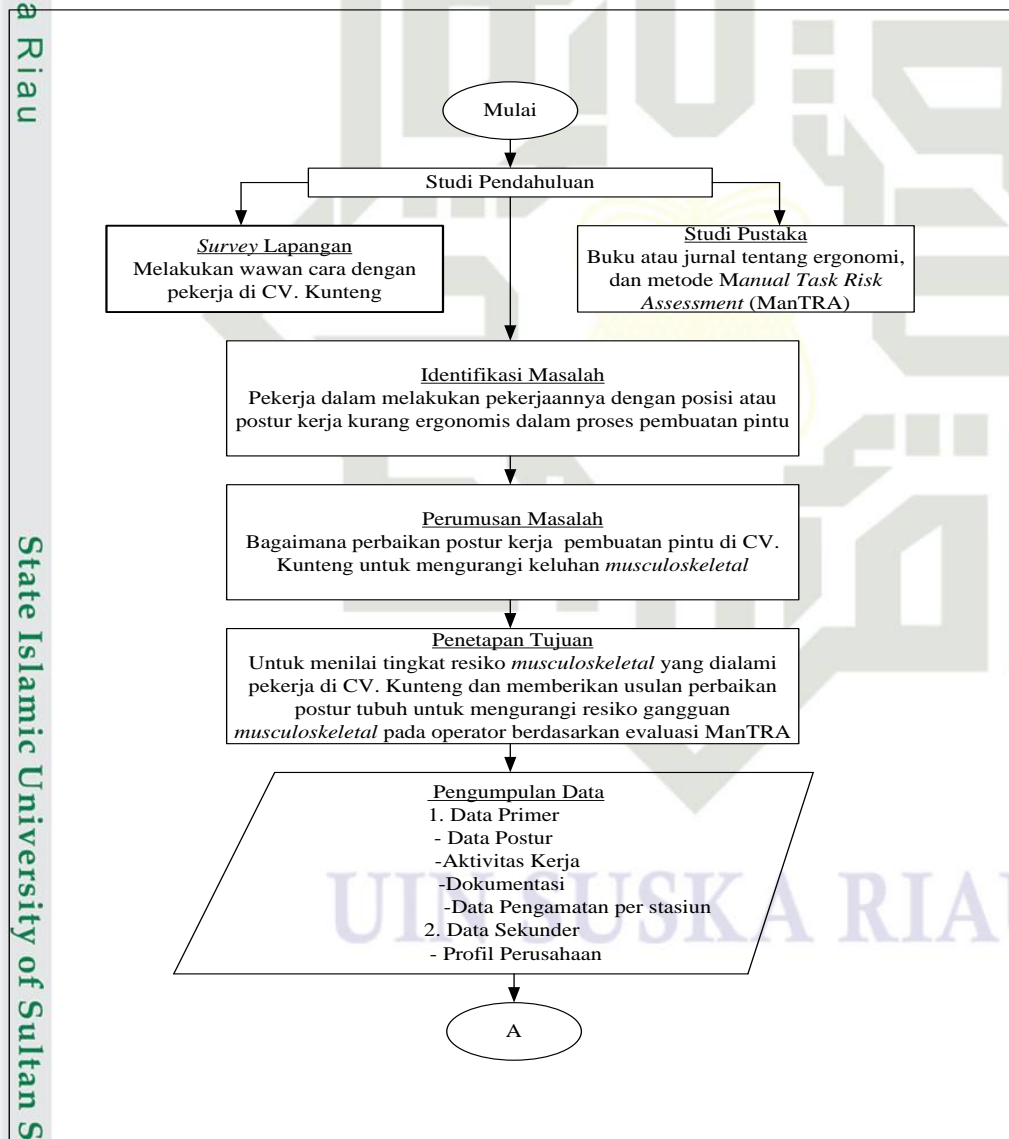 a Riau
State Islamic University of Sultan S
Mulai
Studi Pendahuluan
Survey Lapangan
Melakukan wawan cara dengan
pekerja di CV. Kunteng
Studi Pustaka
Buku atau jurnal tentang ergonomi,
dan metode Manual Task Risk
Assessment (ManTRA)
Identifikasi Masalah
Pekerja dalam melakukan pekerjaannya dengan posisi atau
postur kerja kurang ergonomis dalam proses pembuatan pintu
Perumusan Masalah
Bagaimana perbaikan postur kerja pembuatan pintu di CV.
Kunteng untuk mengurangi keluhan musculoskeletal
Penetapan Tujuan
Untuk menilai tingkat resiko musculoskeletal yang dialami
pekerja di CV. Kunteng dan memberikan usulan perbaikan
postur tubuh untuk mengurangi resiko gangguan
musculoskeletal pada operator berdasarkan evaluasi ManTRA
Pengumpulan Data
1. Data Primer
- Data Postur
-Aktivitas Kerja
-Dokumentasi
-Data Pengamatan per stasiun
2. Data Sekunder
- Profil Perusahaan
A
UIN SUSKA RIAU